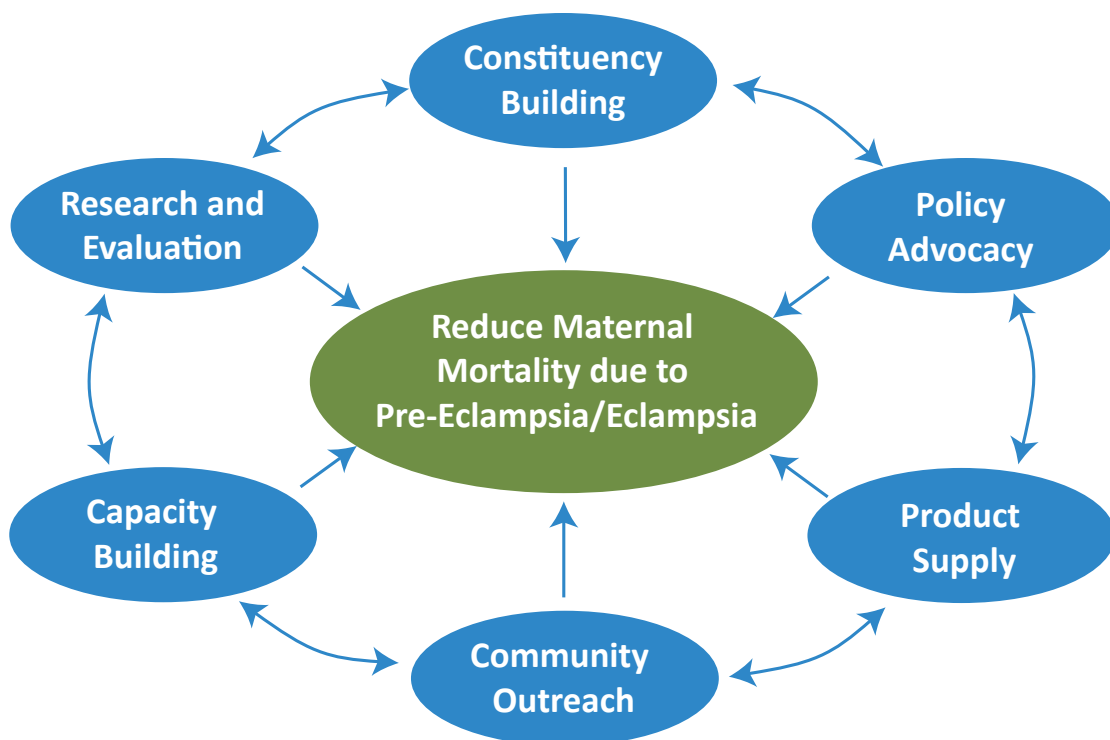 Constituency
Building
Research and
Evaluation
Policy
Advocacy
Reduce Maternal
Mortality due to
Pre-Eclampsia/Eclampsia
Capacity
Building
Product
Supply
Community
Outreach